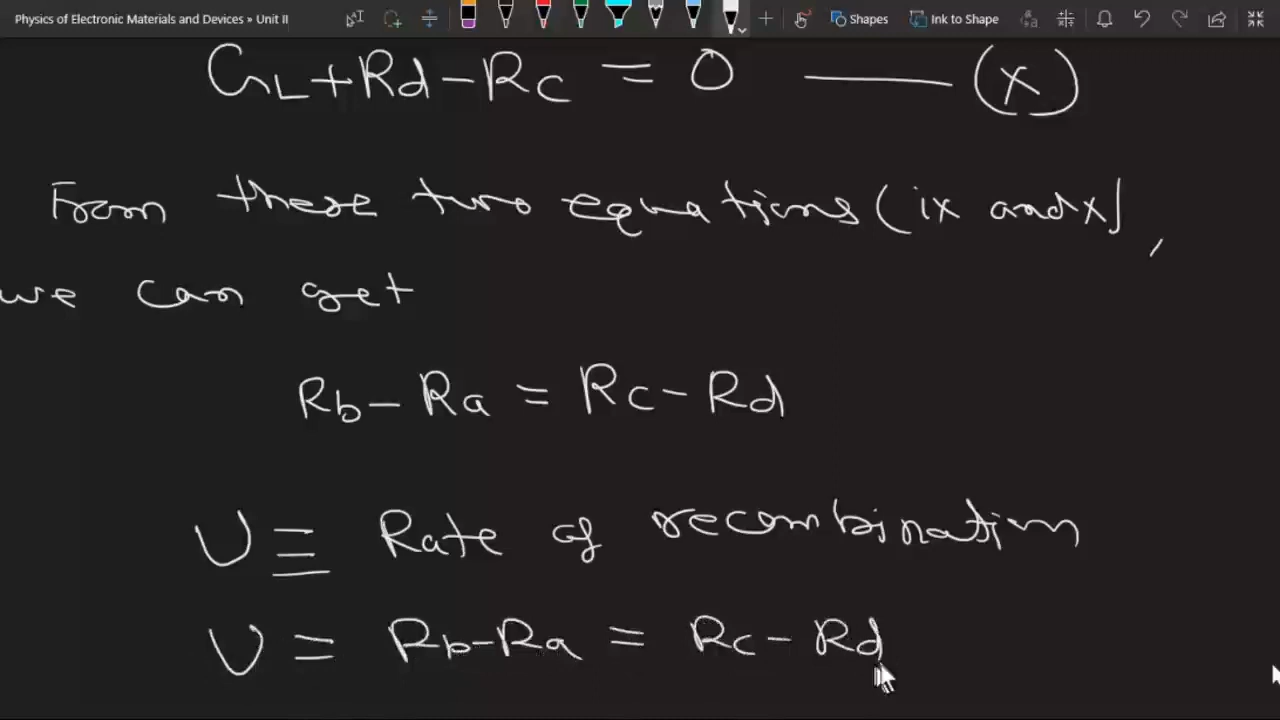 Physics of Electronic Materials and Devices » Unit II
Shapes
Ink to Shape
GL+Rd-Rc = 0 —— (x)
From these two equations (ix and x),
we can get
Rb - Ra = Rc - Rd
U ≡ Rate of recombination
U = Rb-Ra = Rc - Rd